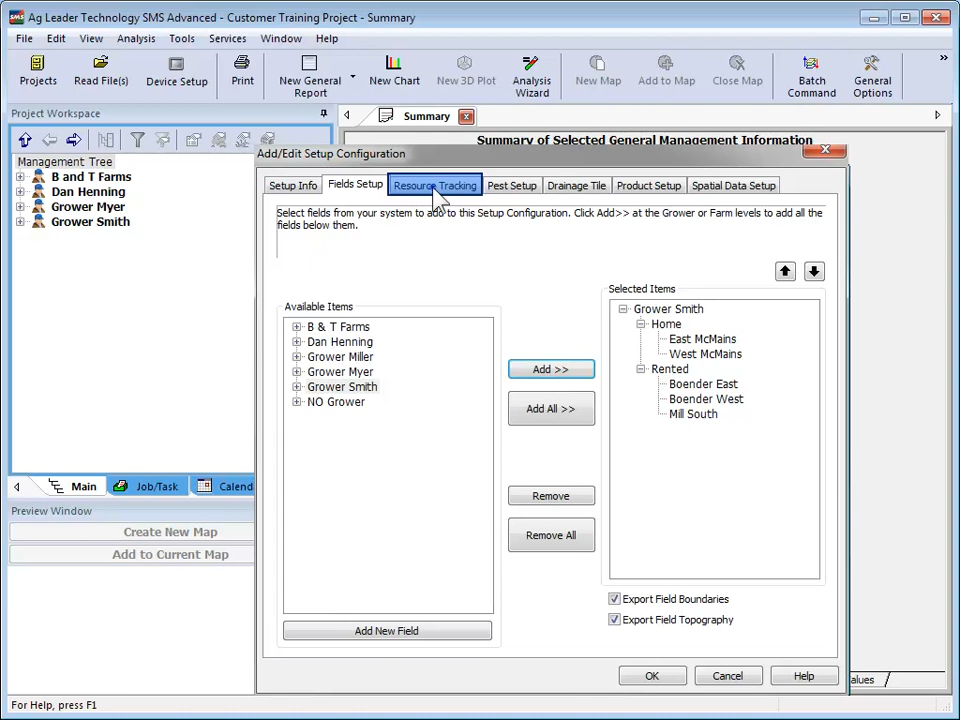 SMS Ag Leader Technology SMS Advanced - Customer Training Project - Summary
File Edit View Analysis Tools Services Window Help
Projects Read File(s) Device Setup Print New General Report New Chart New 3D Plot Analysis Wizard New Map Add to Map Close Map Batch Command General Options
Project Workspace
Summary
Summary of Selected General Management Information
Management Tree
B and T Farms
Dan Henning
Grower Myer
Grower Smith
Main Job/Task Calend
Preview Window
Create New Map
Add to Current Map
Add/Edit Setup Configuration
Setup Info Fields Setup Resource Tracking Pest Setup Drainage Tile Product Setup Spatial Data Setup
Select fields from your system to add to this Setup Configuration. Click Add>> at the Grower or Farm levels to add all the
fields below them.
Available Items
B & T Farms
Dan Henning
Grower Miller
Grower Myer
Grower Smith
NO Grower
Add New Field
Add >>
Add All >>
Remove
Remove All
Selected Items
Grower Smith
Home
East McMains
West McMains
Rented
Boender East
Boender West
Mill South
Export Field Boundaries
Export Field Topography
OK Cancel Help
alues
For Help, press F1